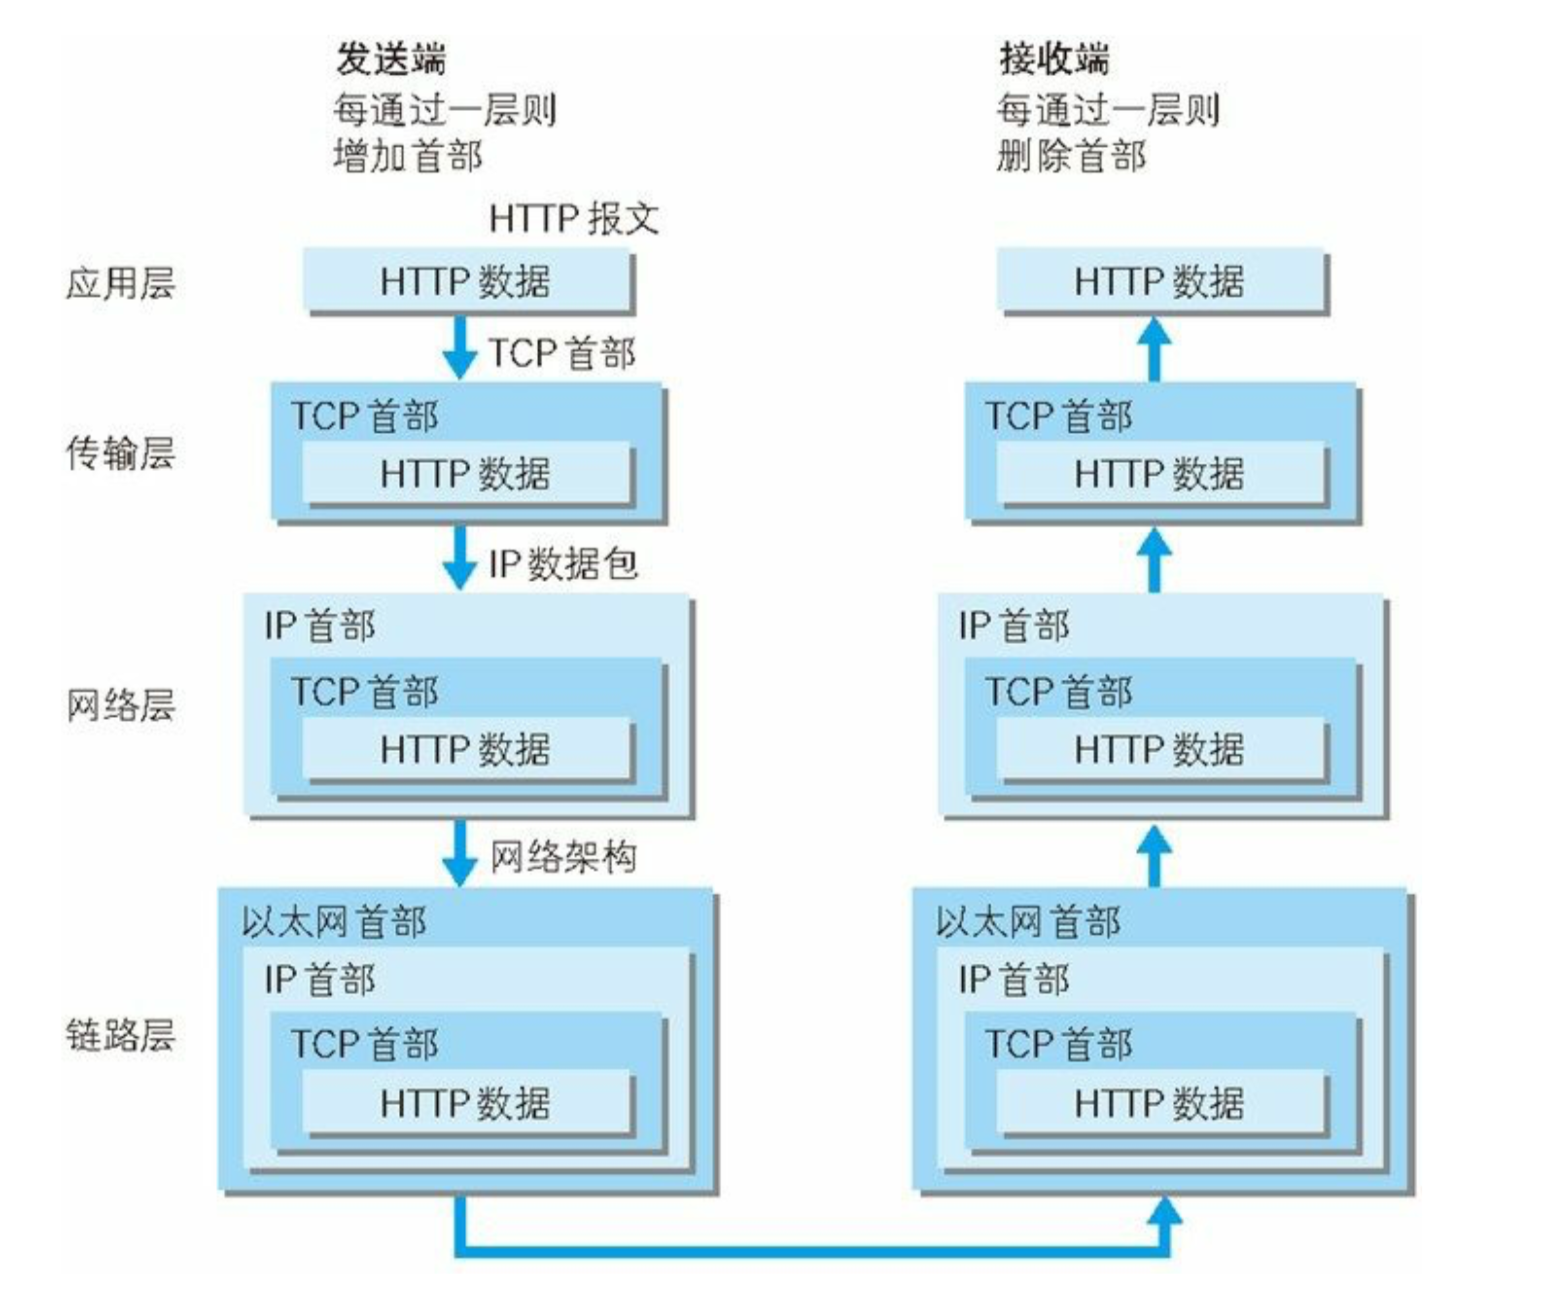 发送端
每通过一层则
增加首部
接收端
每通过一层则
删除首部
HTTP 报文
应用层
HTTP 数据
HTTP 数据
TCP 首部
传输层
TCP 首部
HTTP 数据
TCP 首部
HTTP 数据
IP 数据包
网络层
IP 首部
TCP 首部
HTTP 数据
IP 首部
TCP 首部
HTTP 数据
网络架构
链路层
以太网首部
IP 首部
TCP 首部
HTTP 数据
以太网首部
IP 首部
TCP 首部
HTTP 数据